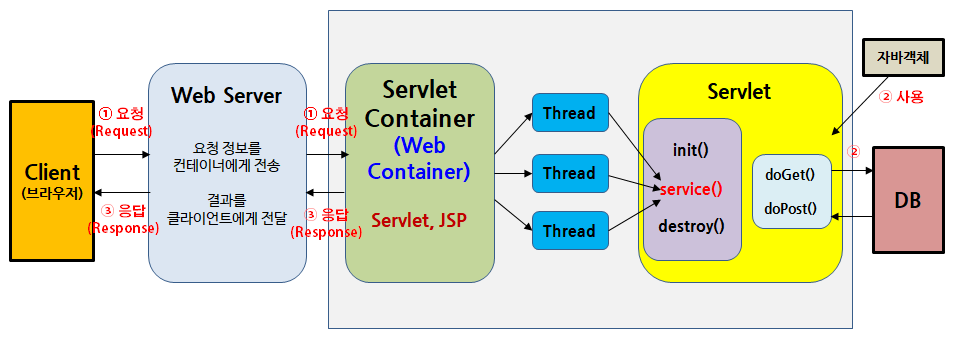 Client
(브라우저)
① 요청
(Request)
③ 응답
(Response)
Web Server
요청 정보를
컨테이너에게 전송
결과를
클라이언트에게 전달
① 요청
(Request)
③ 응답
(Response)
Servlet
Container
(Web
Container)
Servlet, JSP
Thread
Thread
Thread
Servlet
init()
service()
destroy()
doGet()
doPost()
자바객체
② 사용
②
DB